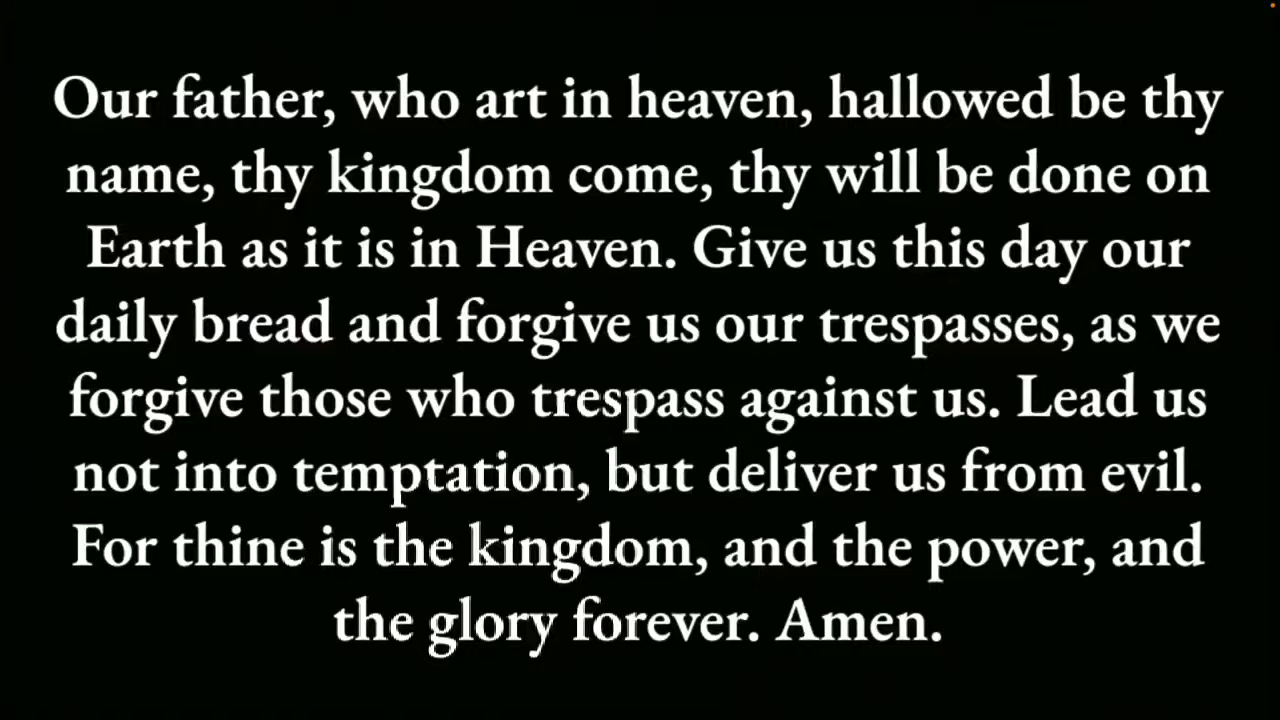 Our father, who art in heaven, hallowed be thy
name, thy kingdom come, thy will be done on
Earth as it is in Heaven. Give us this day our
daily bread and forgive us our trespasses, as we
forgive those who trespass against us. Lead us
not into temptation, but deliver us from evil.
For thine is the kingdom, and the power, and
the glory forever. Amen.